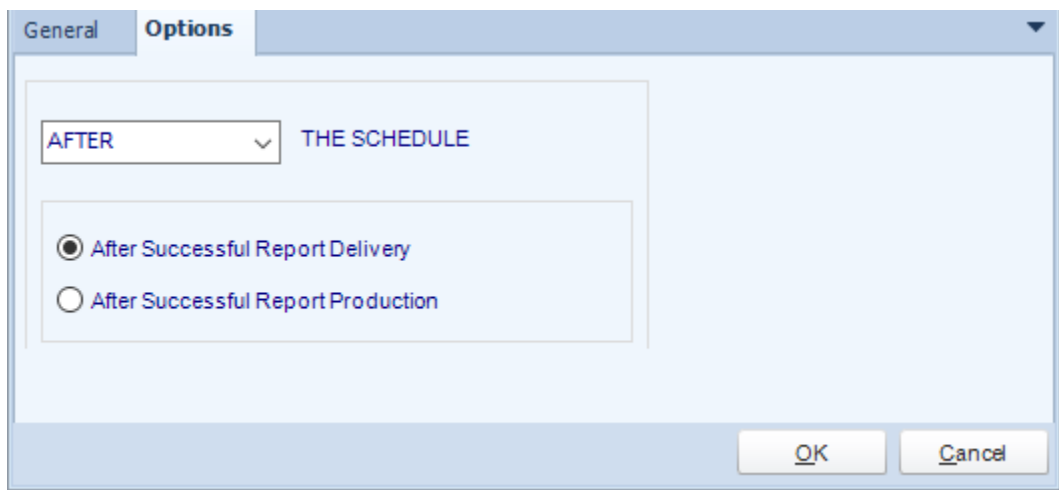 General Options
AFTER THE SCHEDULE
After Successful Report Delivery
After Successful Report Production
OK Cancel